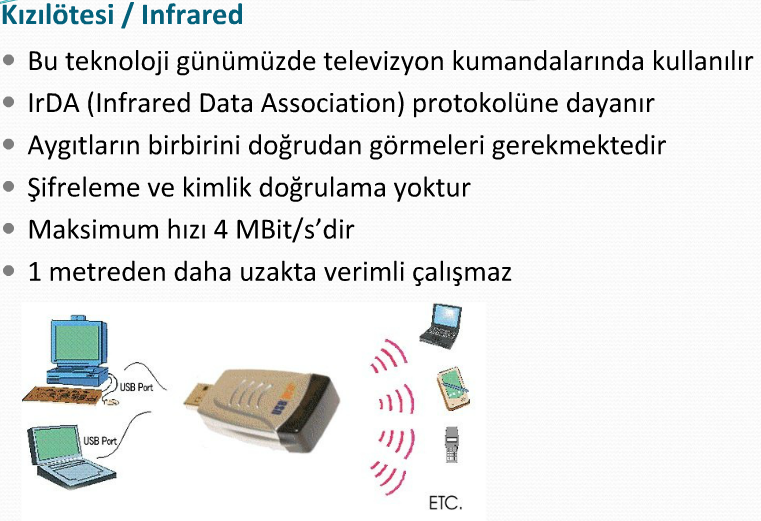 Kızılötesi / Infrared
• Bu teknoloji günümüzde televizyon kumandalarında kullanılır
• IrDA (Infrared Data Association) protokolüne dayanır
• Aygıtların birbirini doğrudan görmeleri gerekmektedir
• Şifreleme ve kimlik doğrulama yoktur
• Maksimum hızı 4 MBit/s’dir
• 1 metreden daha uzakta verimli çalışmaz
USB Port
USB Port
ETC.